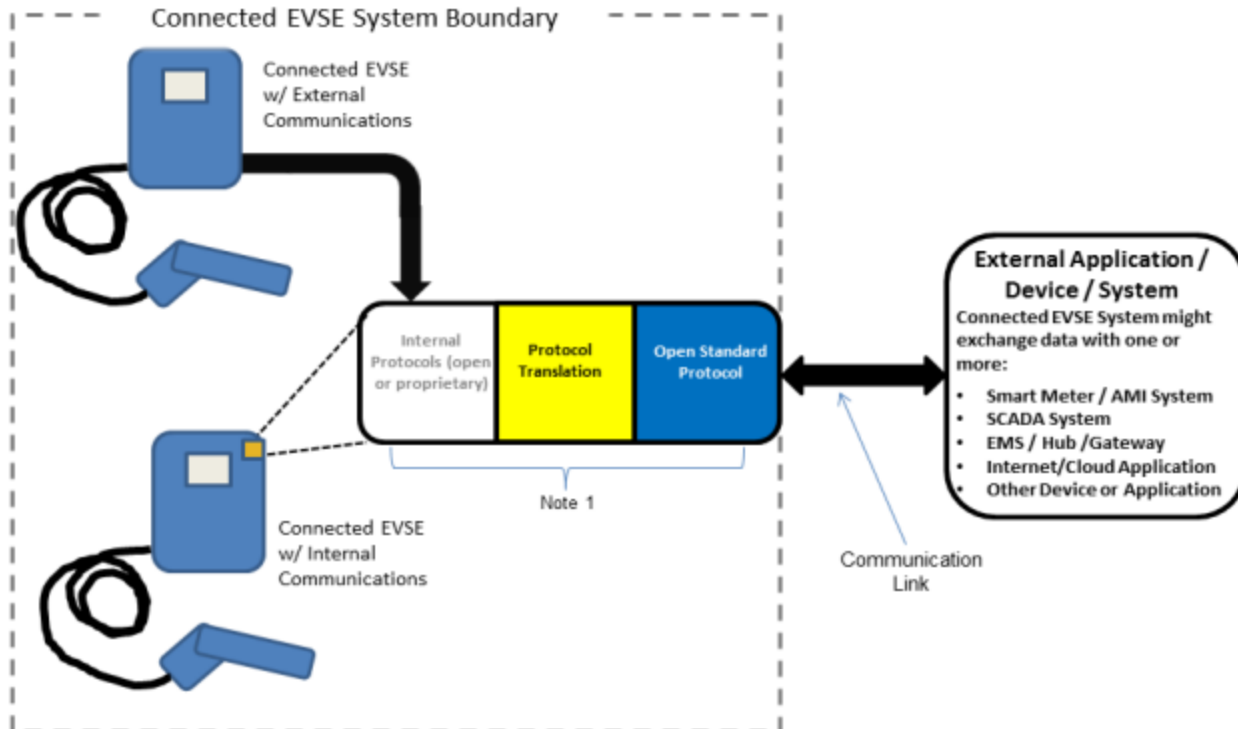 Connected EVSE System Boundary
Connected EVSE
w/ External
Communications
Internal
Protocols (open
or proprietary)
Protocol
Translation
Open Standard
Protocol
Note 1
Connected EVSE
w/ Internal
Communications
Communication
Link
External Application /
Device / System
Connected EVSE System might
exchange data with one or
more:
• Smart Meter / AMI System
• SCADA System
• EMS / Hub /Gateway
• Internet/Cloud Application
• Other Device or Application